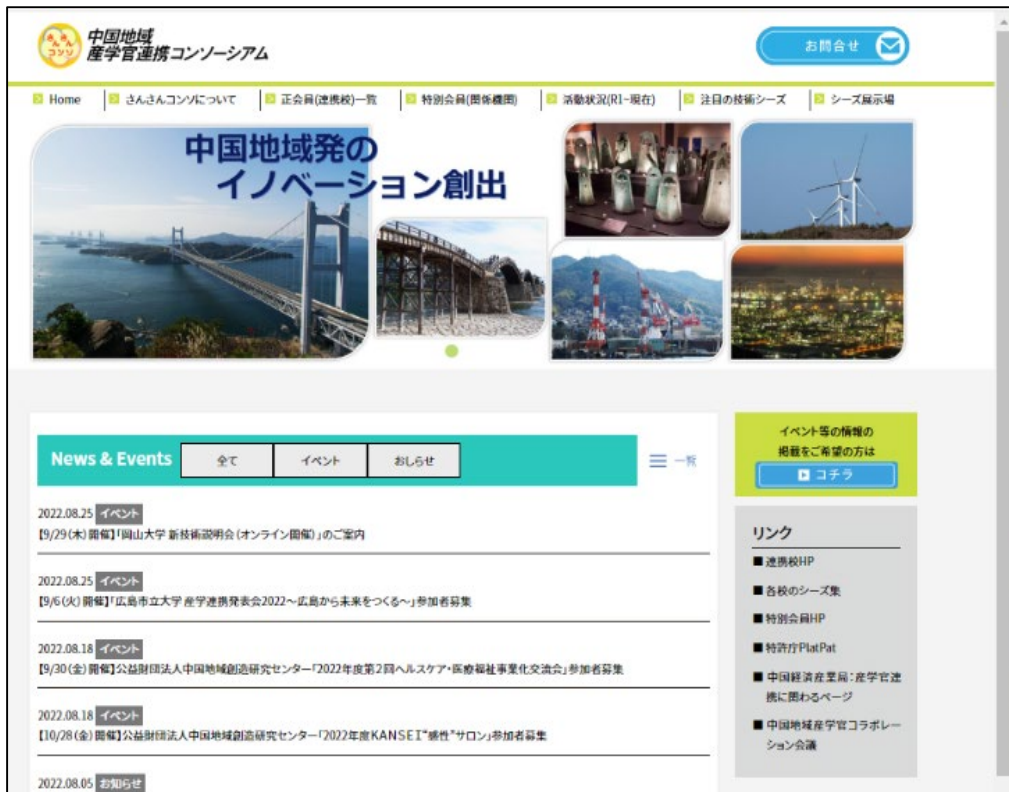 さんさん
コンソ
中国地域
産学官連携コンソーシアム
お問合せ
Home
さんさんコンソについて
正会員(連携校)一覧
特別会員(関係機関)
活動状況(R1~現在)
注目の技術シーズ
シーズ展示場
中国地域発の
イノベーション創出
News & Events
全て
イベント
おしらせ
一覧
2022.08.25 イベント
【9/29(木)開催】「岡山大学 新技術説明会(オンライン開催)」のご案内
2022.08.25 イベント
【9/6(火)開催】「広島市立大学 産学連携発表会2022~広島から未来をつくる~」参加者募集
2022.08.18 イベント
【9/30(金)開催】公益財団法人中国地域創造研究センター「2022年度第2回ヘルスケア・医療福祉事業化交流会」参加者募集
2022.08.18 イベント
【10/28(金)開催】公益財団法人中国地域創造研究センター「2022年度KANSEI“感性”サロン」参加者募集
2022.08.05 お知らせ
イベント等の情報の
掲載をご希望の方は
コチラ
リンク
■連携校HP
■各校のシーズ集
■特別会員HP
■特許庁PlatPat
■中国経済産業局:産学官連
携に関わるページ
■中国地域産学官コラボレー
ション会議